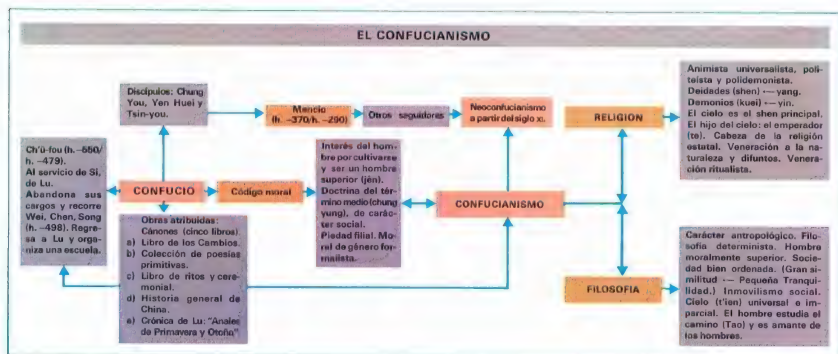 EL CONFUCIANISMO
Discípulos: Chung
You, Yen Huei y
Tsin-you.
Mencio
(h. –370/h. –290)
Otros seguidores
Neoconfucianismo
a partir del siglo XI.
RELIGION
Animista universalista, poli-
teísta y polidemonista.
Deidades (shen) — yang.
Demonios (kuei) — yin.
El cielo es el shen principal.
El hijo del cielo: el emperador
(te). Cabeza de la religión
estatal. Veneración a la na-
turaleza y difuntos. Venera-
ción ritualista.
Ch'ü-fou (h. –550/
h. –479).
Al servicio de Si,
de Lu.
Abandona sus
cargos y recorre
Wei, Chen, Song
(h. –498). Regre-
sa a Lu y orga-
niza una escuela.
CONFUCIO
Código moral
Interés del hom-
bre por cultivarse
y ser un hombre
superior (jén).
Doctrina del tér-
mino medio (chung
yung), de carác-
ter social.
Piedad filial. Mo-
ral de género for-
malista.
CONFUCIANISMO
Obras atribuidas:
Cánones (cinco libros)
a) Libro de los Cambios.
b) Colección de poesías
primitivas.
c) Libro de ritos y cere-
monial.
d) Historia general de
China.
e) Crónica de Lu: "Anales
de Primavera y Otoño"
FILOSOFIA
Carácter antropológico. Filo-
sofía determinista. Hombre
moralmente superior. Socie-
dad bien ordenada. (Gran si-
militud — Pequeña Tranqui-
lidad.) Inmovilismo social.
Cielo (t'ien) universal e im-
parcial. El hombre estudia el
camino (Tao) y es amante de
los hombres.